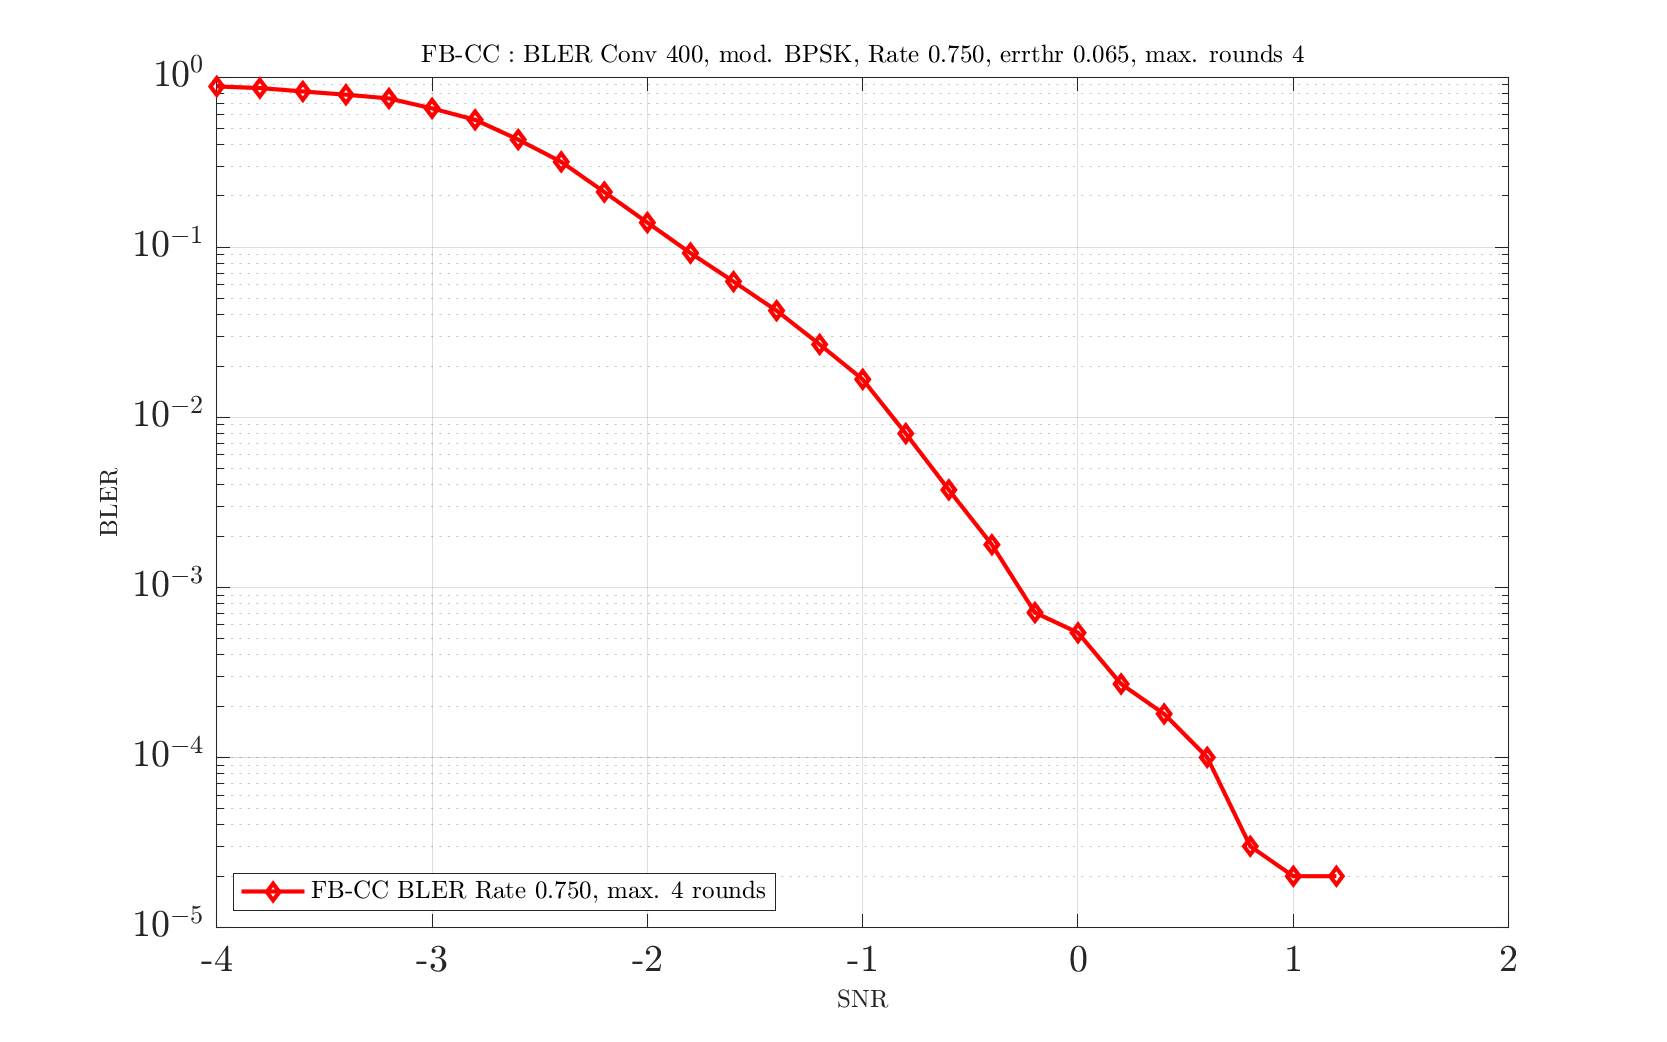 FB-CC : BLER Conv 400, mod. BPSK, Rate 0.750, errthr 0.065, max. rounds 4
10^0
10^-1
10^-2
10^-3
10^-4
10^-5
BLER
FB-CC BLER Rate 0.750, max. 4 rounds
-4 -3 -2 -1 0 1 2
SNR